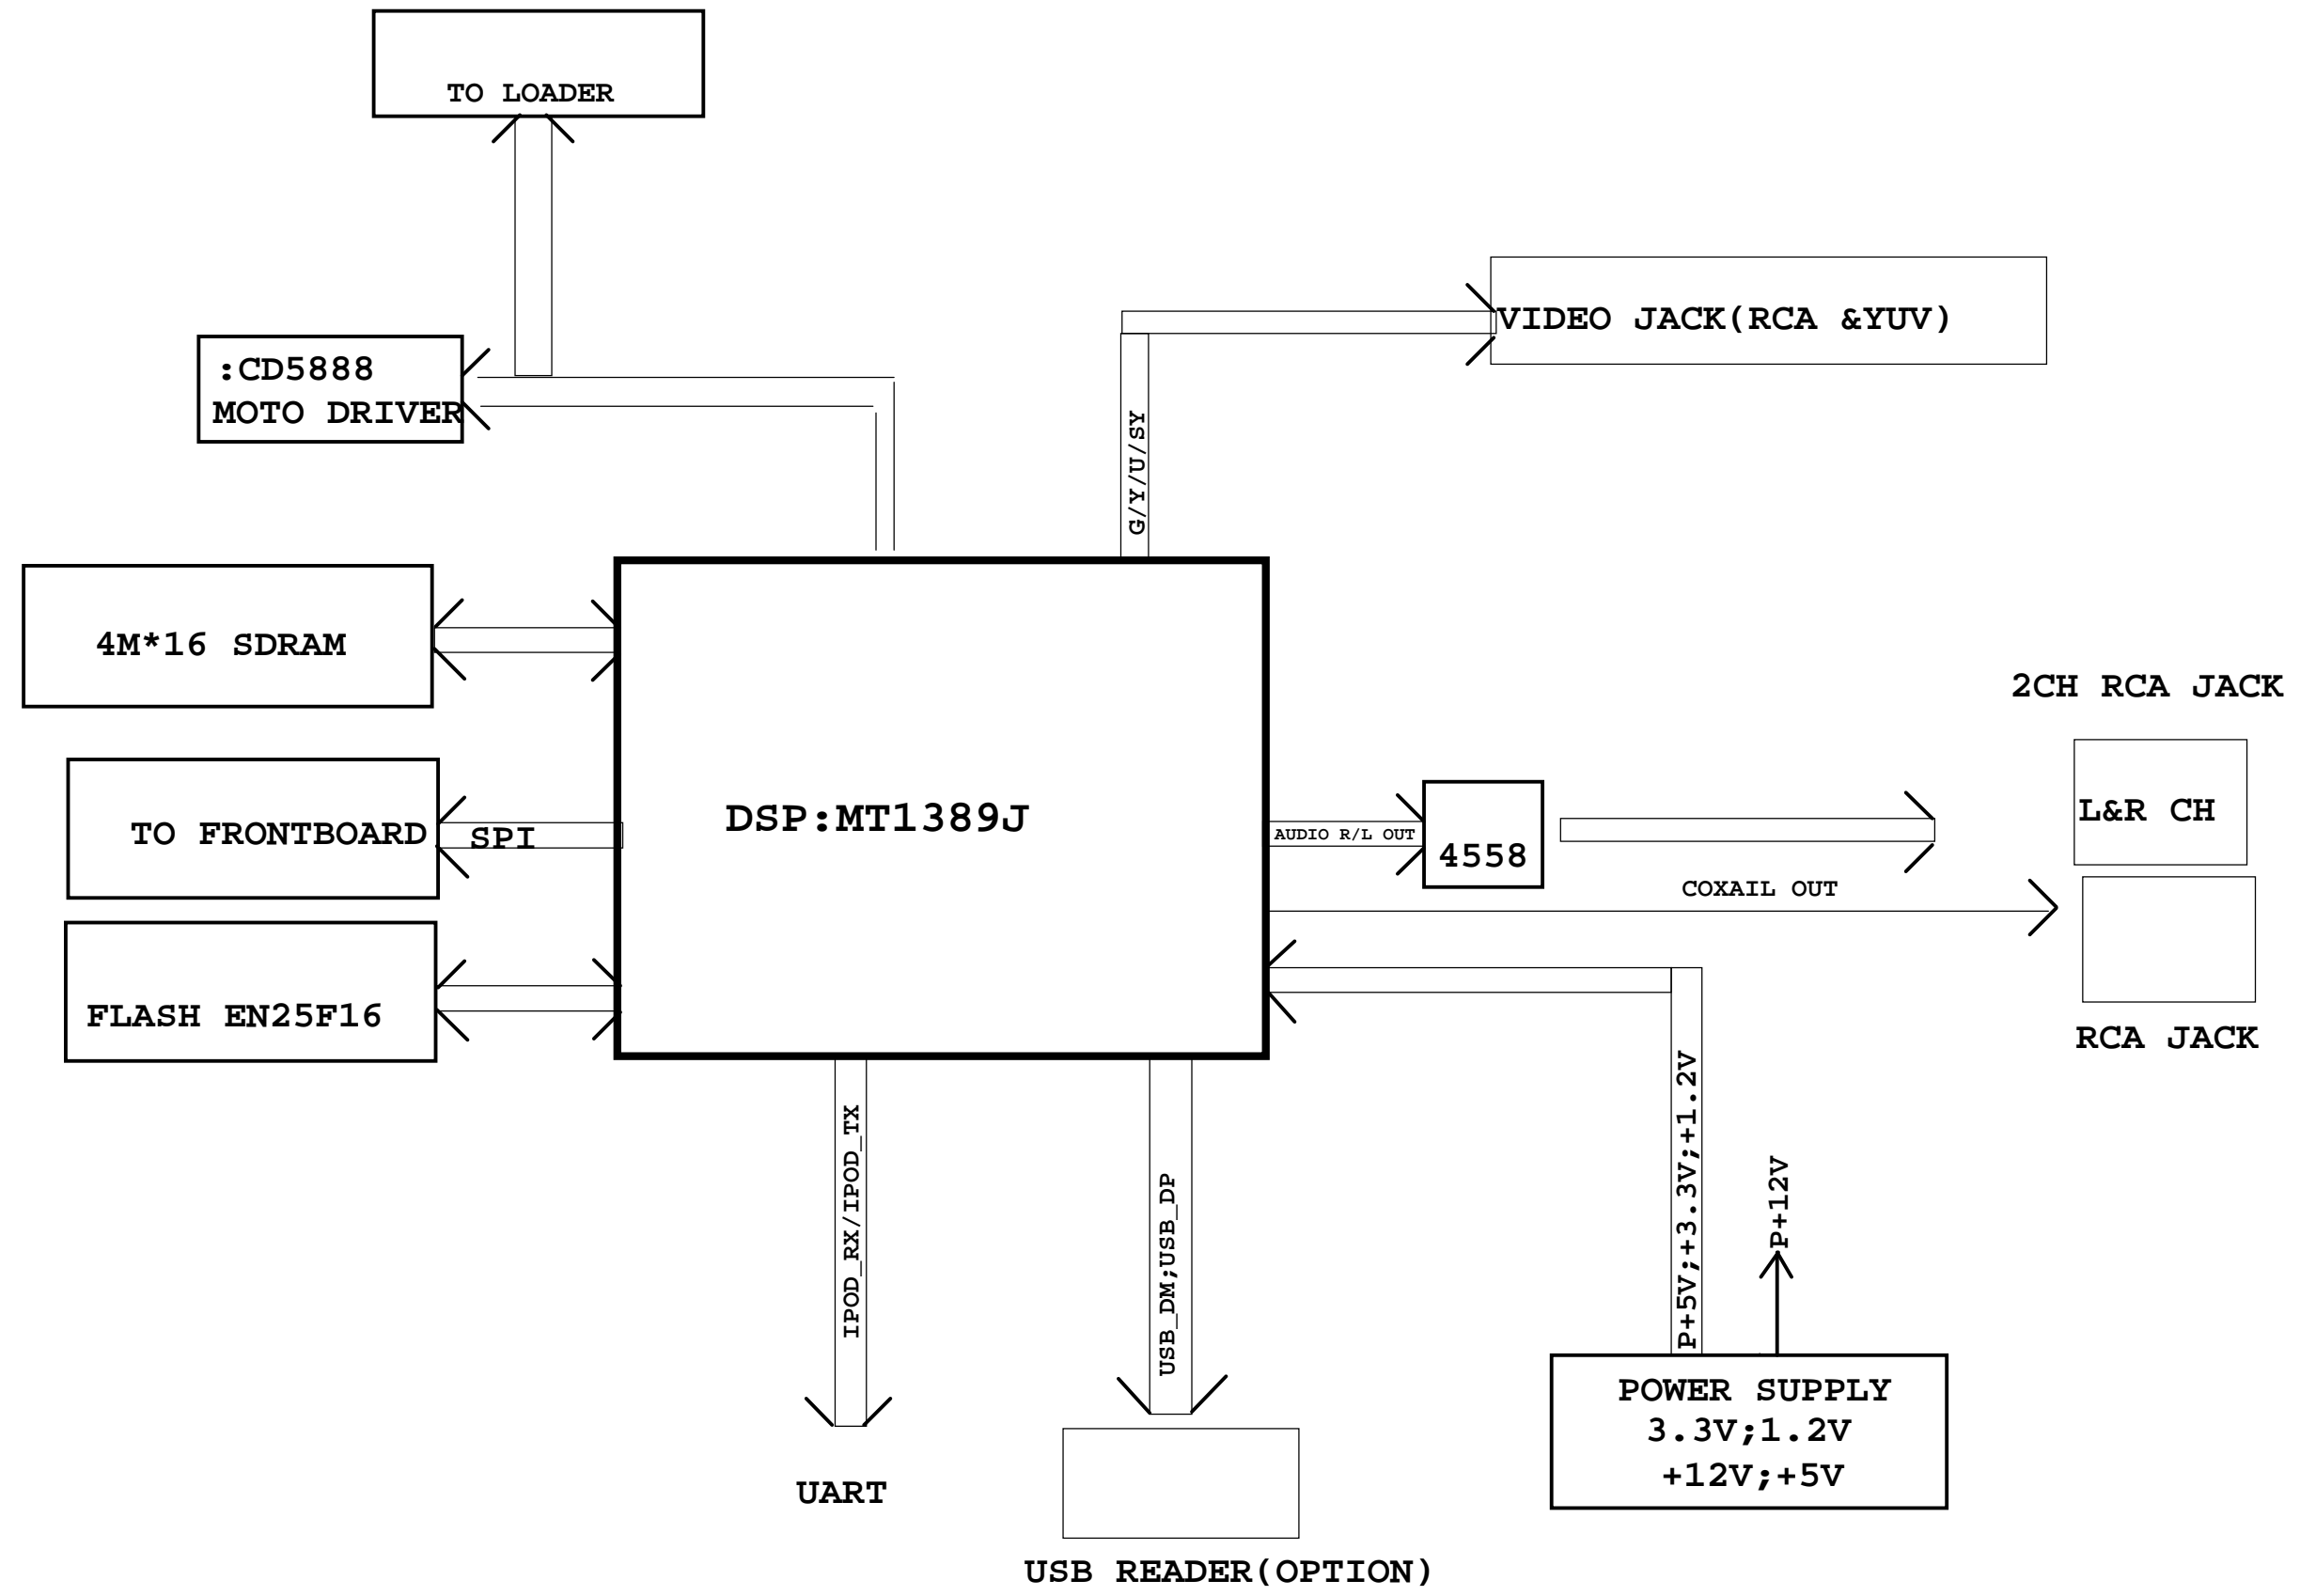 TO LOADER
VIDEO JACK(RCA &YUV)
:CD5888
MOTO DRIVER
G/Y/U/SY
4M*16 SDRAM
2CH RCA JACK
DSP:MT1389J
L&R CH
TO FRONTBOARD
SPI
AUDIO R/L OUT
4558
COXAIL OUT
FLASH EN25F16
RCA JACK
IPOD_RX/IPOD_TX
USB_DM;USB_DP
P+5V;+3.3V;+1.2V
P+12V
POWER SUPPLY
3.3V;1.2V
+12V;+5V
UART
USB READER(OPTION)